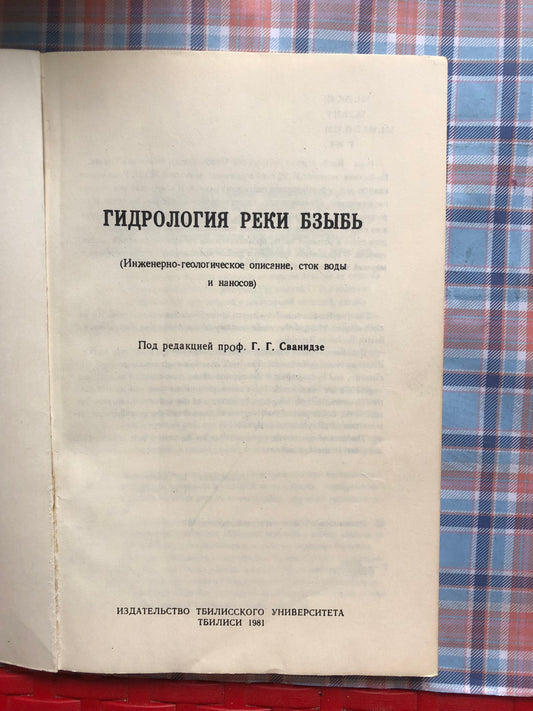 ГИДРОЛОГИЯ РЕКИ БЗЫБЬ
(Инженерно-геологическое описание, сток воды
и наносов)
Под редакцией проф. Г. Г. Сванидзе
ИЗДАТЕЛЬСТВО ТБИЛИССКОГО УНИВЕРСИТЕТА
ТБИЛИСИ 1981